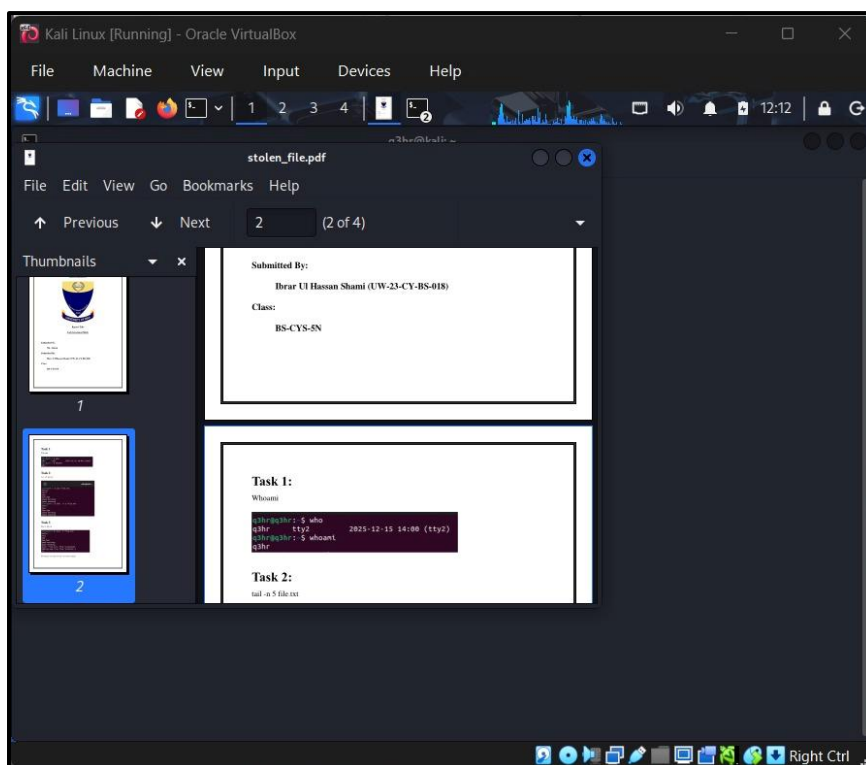 Kali Linux [Running] - Oracle VirtualBox
File Machine View Input Devices Help
1 2 3 4 2 12:12
q3hr@kali: ~
stolen_file.pdf
File Edit View Go Bookmarks Help
Previous Next 2 (2 of 4)
Thumbnails
1
2
Submitted By:
Ibrar Ul Hassan Shami (UW-23-CY-BS-018)
Class:
BS-CYS-5N
Task 1:
Whoami
q3hr@q3hr:~$ who
q3hr tty2 2025-12-15 14:00 (tty2)
q3hr@q3hr:~$ whoami
q3hr
Task 2:
tail -n 5 file.txt
Right Ctrl